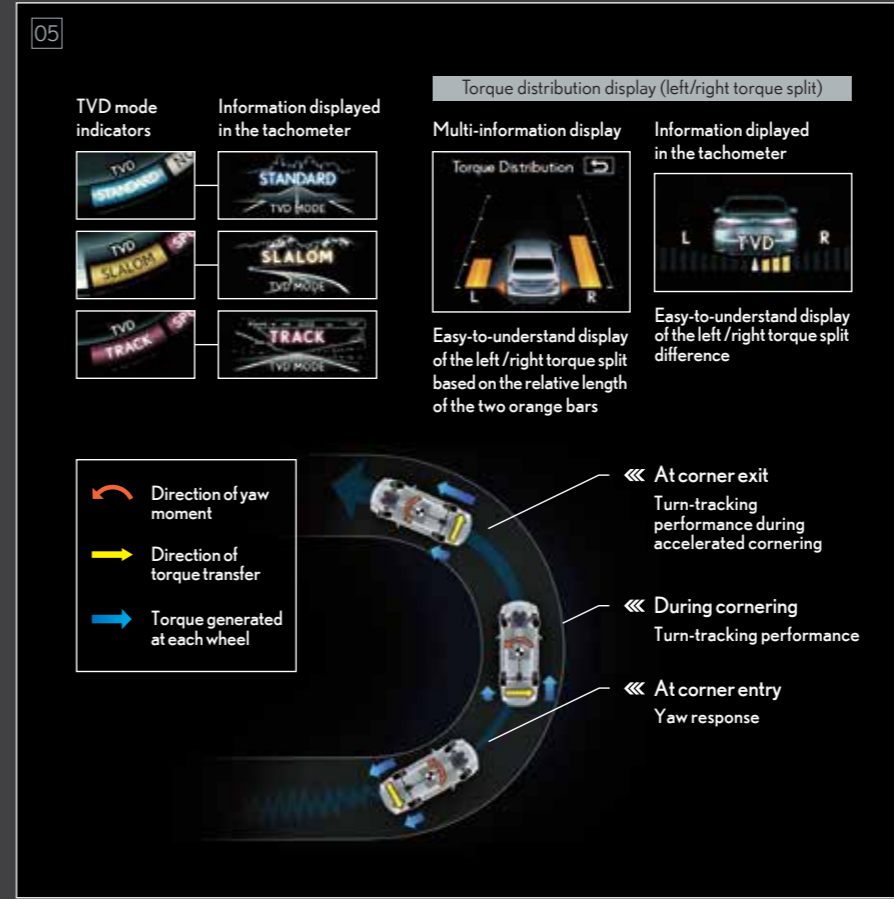 05
TVD mode
indicators
Information displayed
in the tachometer
TVD
STANDARD
STANDARD
TVD MODE
TVD
SLALOM
SLALOM
TVD MODE
TVD
TRACK
TRACK
TVD MODE
Torque distribution display (left/right torque split)
Multi-information display
Torque Distribution
L
R
Easy-to-understand display
of the left /right torque split
based on the relative length
of the two orange bars
Information diplayed
in the tachometer
L
TVD
R
Easy-to-understand display
of the left /right torque split
difference
Direction of yaw
moment
Direction of
torque transfer
Torque generated
at each wheel
At corner exit
Turn-tracking
performance during
accelerated cornering
During cornering
Turn-tracking performance
At corner entry
Yaw response